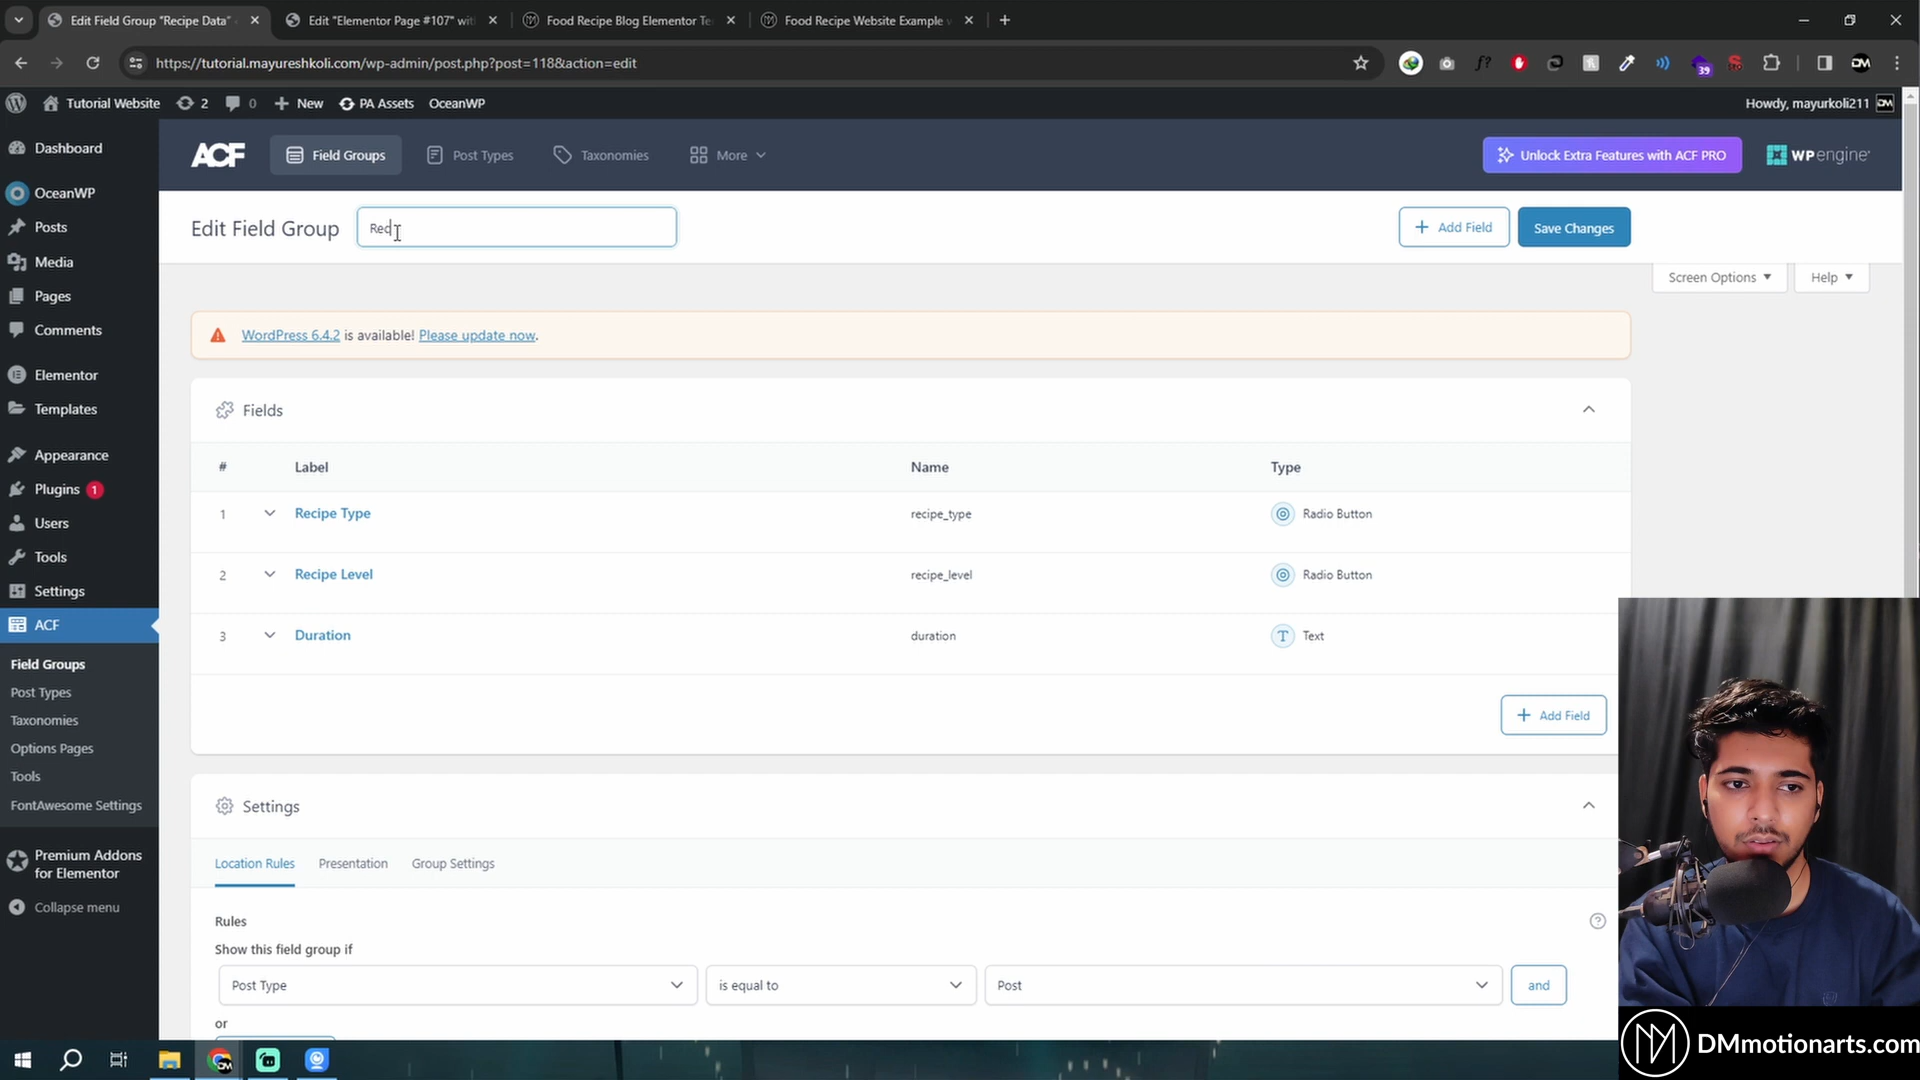 Edit Field Group "Recipe Data"
Edit "Elementor Page #107" wit
Food Recipe Blog Elementor Te
Food Recipe Website Example v
https://tutorial.mayureshkoli.com/wp-admin/post.php?post=118&action=edit
f?
39
DM
Tutorial Website
2
0
New
PA Assets
OceanWP
Howdy, mayurkoli211
Dashboard
OceanWP
Posts
Media
Pages
Comments
Elementor
Templates
Appearance
Plugins 1
Users
Tools
Settings
ACF
Field Groups
Post Types
Taxonomies
Options Pages
Tools
FontAwesome Settings
Premium Addons
for Elementor
Collapse menu
ACF
Field Groups
Post Types
Taxonomies
More
Unlock Extra Features with ACF PRO
WP engine
Edit Field Group
Rec
+ Add Field
Save Changes
Screen Options
Help
WordPress 6.4.2 is available! Please update now.
Fields
# Label Name Type
1 Recipe Type recipe_type Radio Button
2 Recipe Level recipe_level Radio Button
3 Duration duration Text
+ Add Field
Settings
Location Rules
Presentation
Group Settings
Rules
Show this field group if
Post Type
is equal to
Post
and
or
DMmotionarts.com